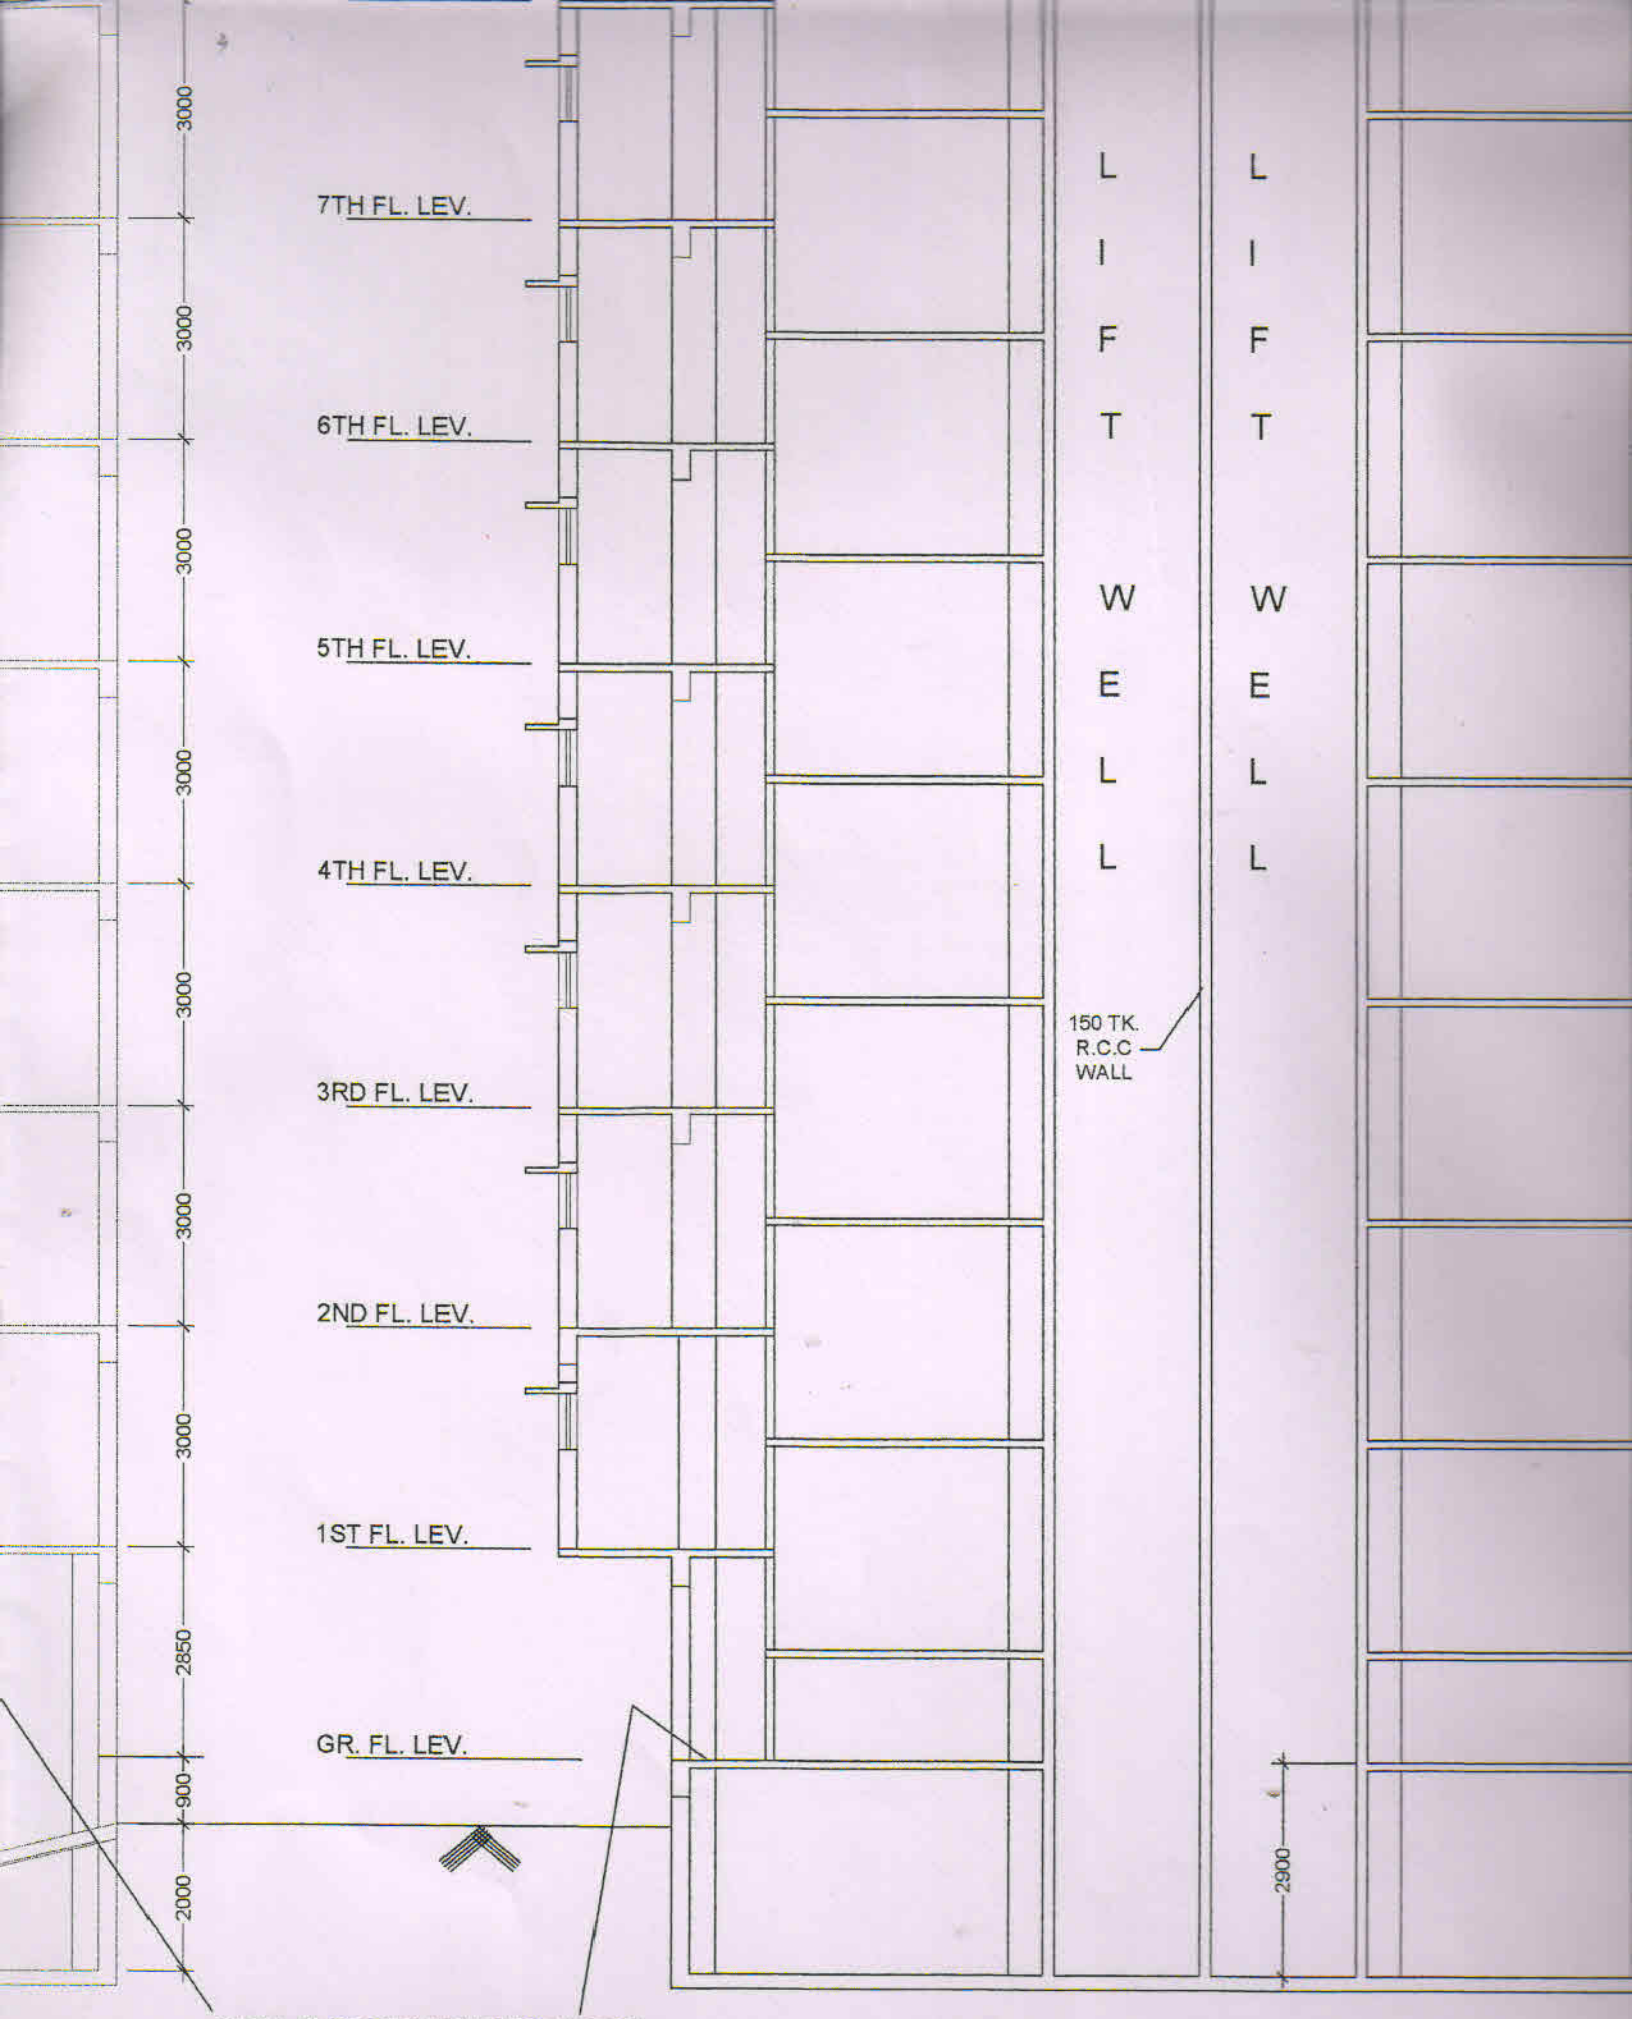 3000
7TH FL. LEV.
3000
6TH FL. LEV.
3000
5TH FL. LEV.
3000
4TH FL. LEV.
3000
3RD FL. LEV.
3000
2ND FL. LEV.
3000
1ST FL. LEV.
2850
GR. FL. LEV.
900
2000
L
I
F
T
W
E
L
L
L
I
F
T
W
E
L
L
150 TK.
R.C.C
WALL
2900